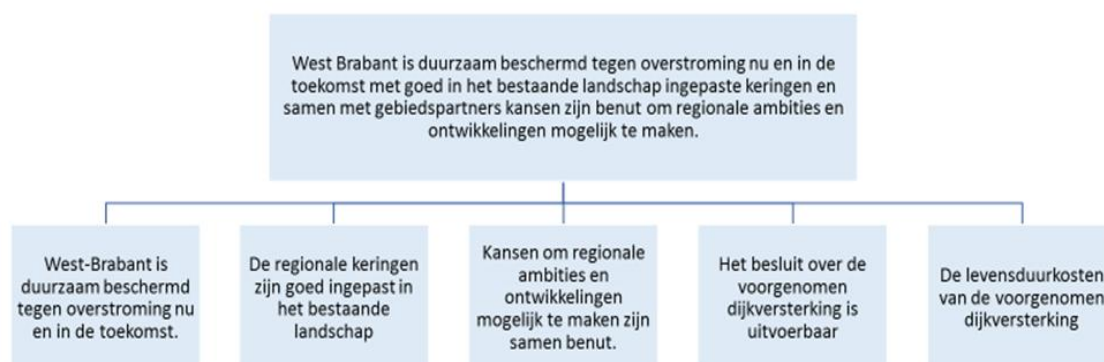 West Brabant is duurzaam beschermd tegen overstroming nu en in de
toekomst met goed in het bestaande landschap ingepaste keringen en
samen met gebiedspartners kansen zijn benut om regionale ambities en
ontwikkelingen mogelijk te maken.
West-Brabant is
duurzaam beschermd
tegen overstroming nu
en in de toekomst.
De regionale keringen
zijn goed ingepast in
het bestaande
landschap
Kansen om regionale
ambities en
ontwikkelingen
mogelijk te maken zijn
samen benut.
Het besluit over de
voorgenomen
dijkversterking is
uitvoerbaar
De levensduurkosten
van de voorgenomen
dijkversterking